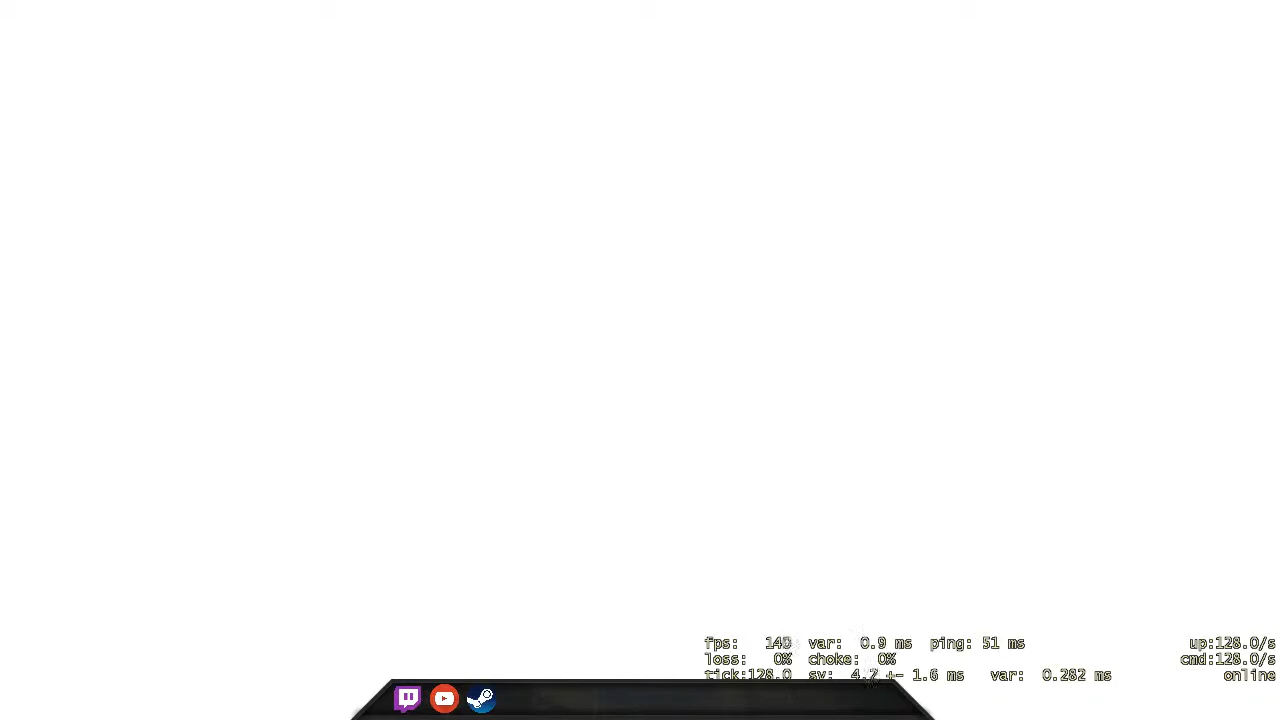 fps: 140 var: 0.9 ms ping: 51 ms up:128.0/s
loss: 0% choke: 0% cmd:128.0/s
tick:128.0 sv: 4.2 +- 1.6 ms var: 0.282 ms online